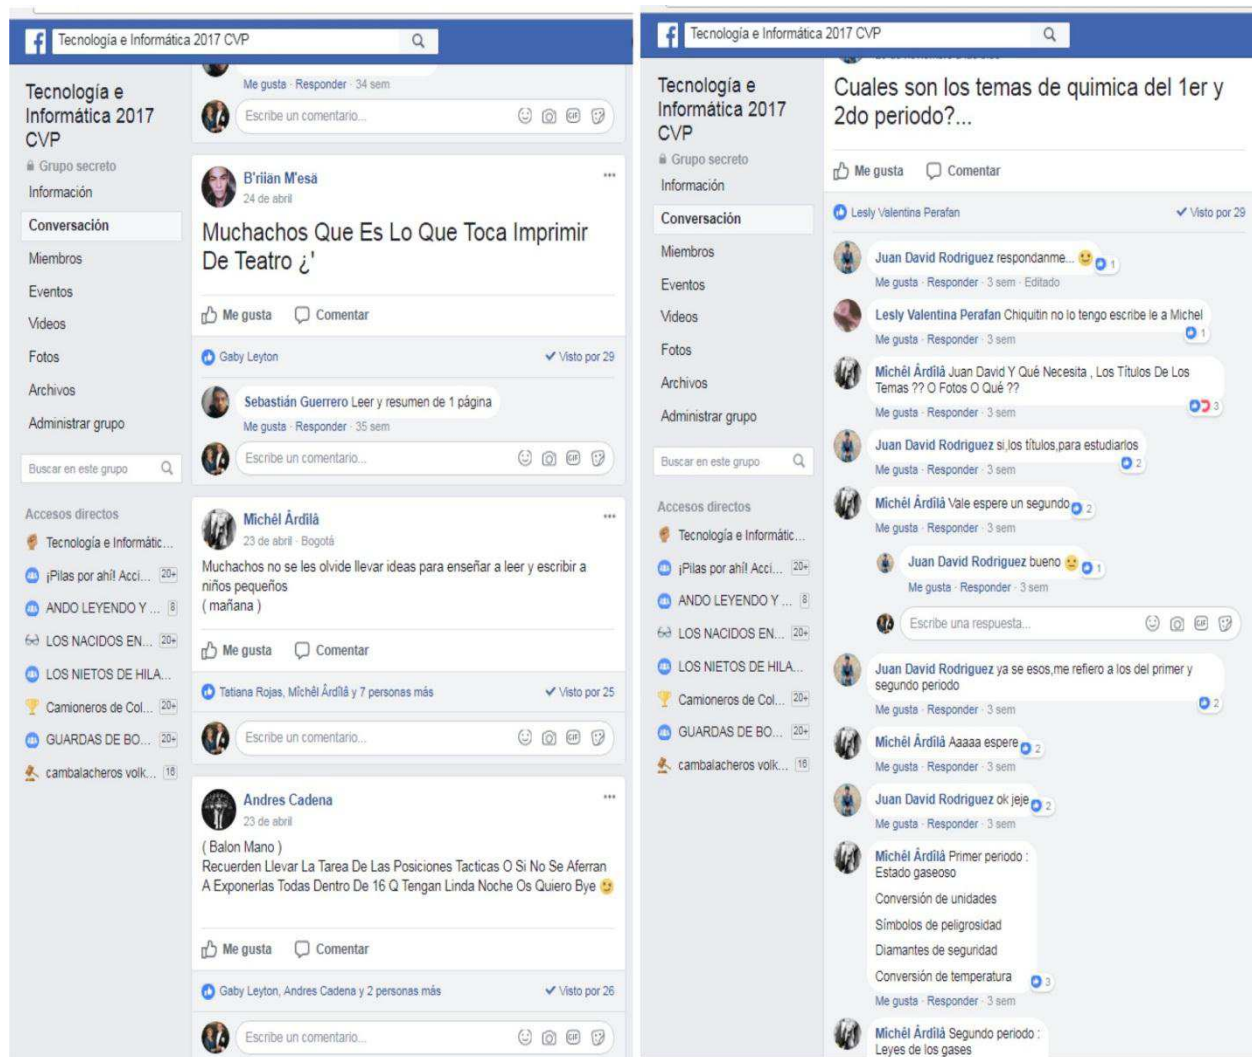 Tecnología e Informática 2017 CVP
Tecnología e
Informática 2017
CVP
Grupo secreto
Información
Conversación
Miembros
Eventos
Videos
Fotos
Archivos
Administrar grupo
Buscar en este grupo
Accesos directos
Tecnología e Informátic...
¡Pilas por ahí! Acci... 20+
ANDO LEYENDO Y ... 8
LOS NACIDOS EN... 20+
LOS NIETOS DE HILA...
Camioneros de Col... 20+
GUARDAS DE BO... 20+
cambalacheros volk... 16
Me gusta · Responder · 34 sem
Escribe un comentario...
GIF
B'riian M'esa
24 de abril
Muchachos Que Es Lo Que Toca Imprimir
De Teatro ¿'
Me gusta Comentar
Gaby Leyton Visto por 29
Sebastián Guerrero Leer y resumen de 1 página
Me gusta · Responder · 35 sem
Escribe un comentario...
GIF
Mîchêl Ârdîlâ
23 de abril · Bogotá
Muchachos no se les olvide llevar ideas para enseñar a leer y escribir a
niños pequeños
( mañana )
Me gusta Comentar
Tatiana Rojas, Mîchêl Ârdîlâ y 7 personas más Visto por 25
Escribe un comentario...
GIF
Andres Cadena
23 de abril
( Balon Mano )
Recuerden Llevar La Tarea De Las Posiciones Tacticas O Si No Se Aferran
A Exponerlas Todas Dentro De 16 Q Tengan Linda Noche Os Quiero Bye
Me gusta Comentar
Gaby Leyton, Andres Cadena y 2 personas más Visto por 26
Escribe un comentario...
GIF
Tecnología e Informática 2017 CVP
Tecnología e
Informática 2017
CVP
Grupo secreto
Información
Conversación
Miembros
Eventos
Videos
Fotos
Archivos
Administrar grupo
Buscar en este grupo
Accesos directos
Tecnología e Informátic...
¡Pilas por ahí! Acci... 20+
ANDO LEYENDO Y ... 8
LOS NACIDOS EN... 20+
LOS NIETOS DE HILA...
Camioneros de Col... 20+
GUARDAS DE BO... 20+
cambalacheros volk... 16
Cuales son los temas de quimica del 1er y
2do periodo?...
Me gusta Comentar
Lesly Valentina Perafan Visto por 29
Juan David Rodriguez respondanme... 1
Me gusta · Responder · 3 sem · Editado
Lesly Valentina Perafan Chiquitin no lo tengo escribe le a Michel
Me gusta · Responder · 3 sem 1
Mîchêl Ârdîlâ Juan David Y Qué Necesita , Los Títulos De Los
Temas ?? O Fotos O Qué ??
Me gusta · Responder · 3 sem 3
Juan David Rodriguez si,los títulos,para estudiarlos
Me gusta · Responder · 3 sem 2
Mîchêl Ârdîlâ Vale espere un segundo 2
Me gusta · Responder · 3 sem
Juan David Rodriguez bueno 1
Me gusta · Responder · 3 sem
Escribe una respuesta...
GIF
Juan David Rodriguez ya se esos,me refiero a los del primer y
segundo periodo
Me gusta · Responder · 3 sem 2
Mîchêl Ârdîlâ Aaaaa espere 2
Me gusta · Responder · 3 sem
Juan David Rodriguez ok jeje 2
Me gusta · Responder · 3 sem
Mîchêl Ârdîlâ Primer periodo :
Estado gaseoso
Conversión de unidades
Símbolos de peligrosidad
Diamantes de seguridad
Conversión de temperatura 3
Me gusta · Responder · 3 sem
Mîchêl Ârdîlâ Segundo periodo :
Leyes de los gases